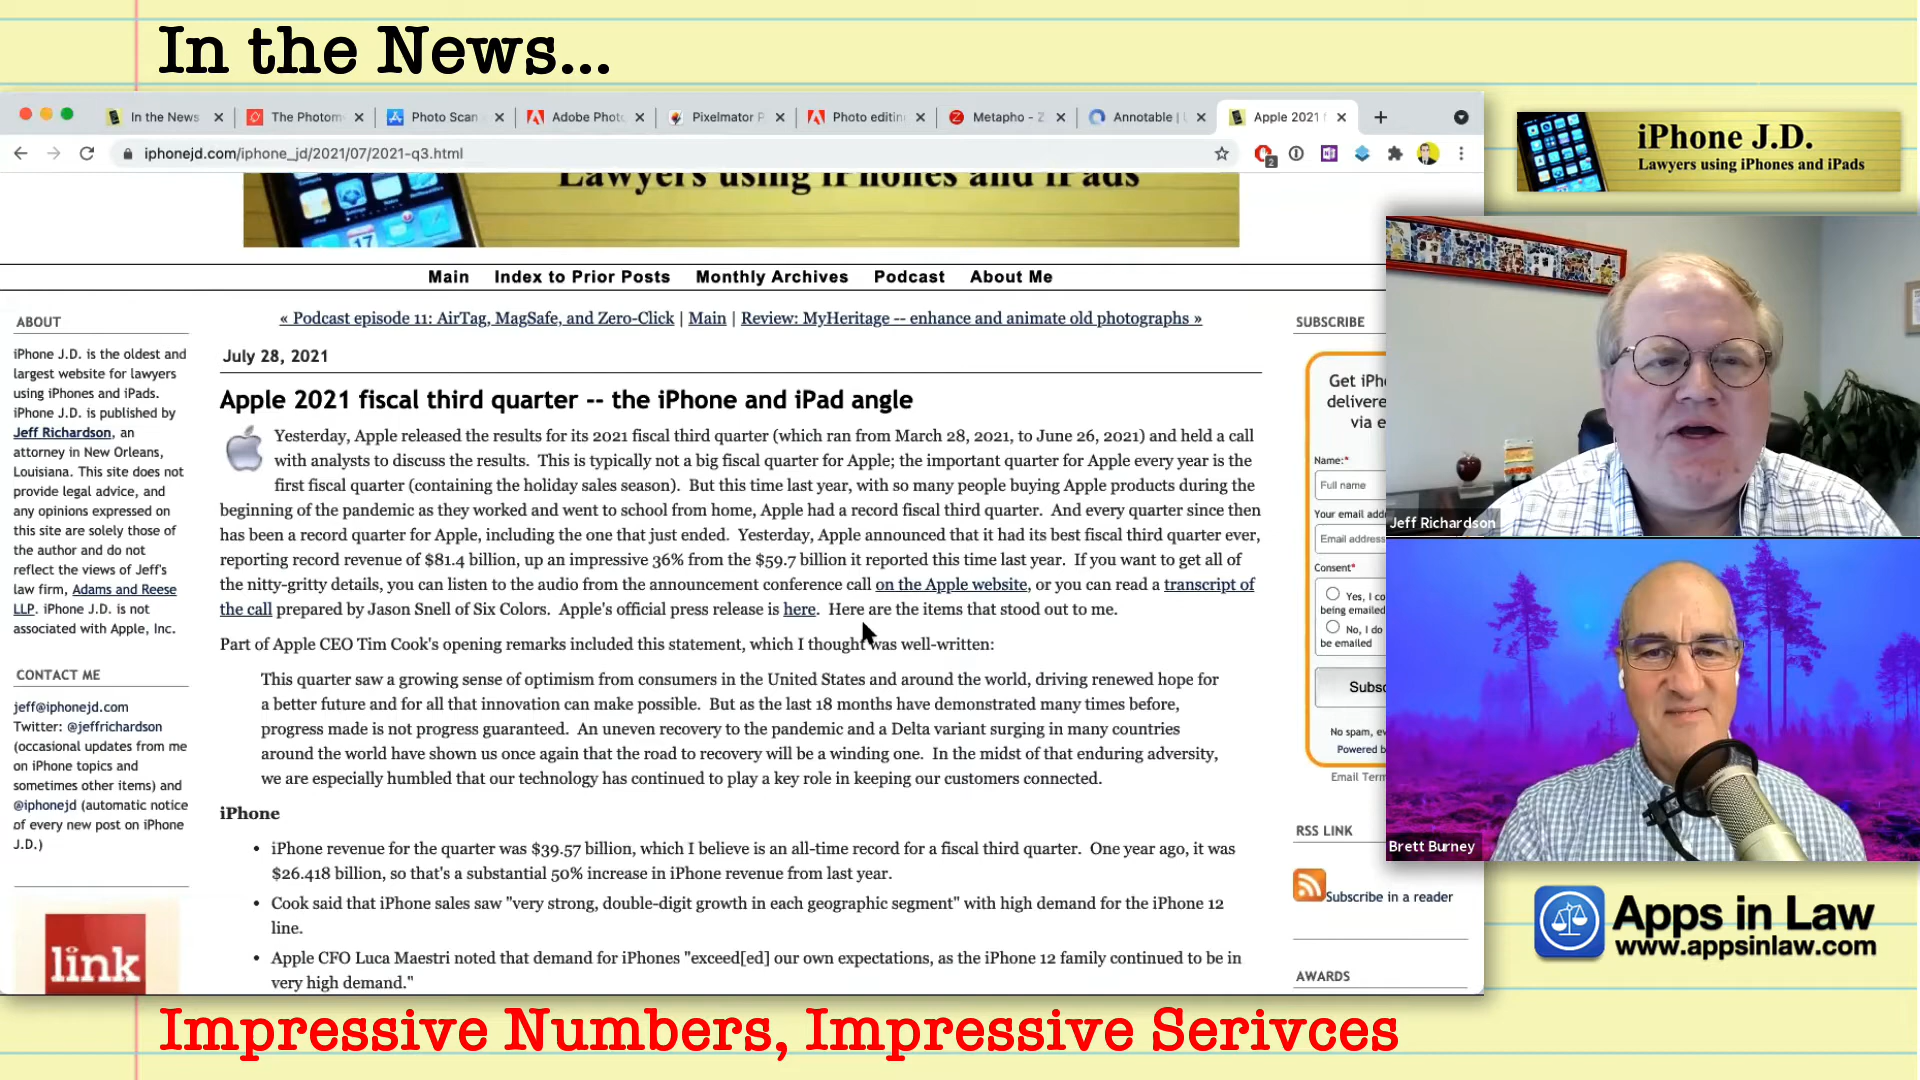 In the News...
In the News
The Photom
Photo Scan
Adobe Phot
Pixelmator P
Photo editin
Metapho - Z
Annotable |
Apple 2021
iphonejd.com/iphone_jd/2021/07/2021-q3.html
2
iPhone J.D.
Lawyers using iPhones and iPads
Lawyers using iPhones and iPads
17
Main
Index to Prior Posts
Monthly Archives
Podcast
About Me
ABOUT
iPhone J.D. is the oldest and
largest website for lawyers
using iPhones and iPads.
iPhone J.D. is published by
Jeff Richardson, an
attorney in New Orleans,
Louisiana. This site does not
provide legal advice, and
any opinions expressed on
this site are solely those of
the author and do not
reflect the views of Jeff's
law firm, Adams and Reese
LLP. iPhone J.D. is not
associated with Apple, Inc.
CONTACT ME
jeff@iphonejd.com
Twitter: @jeffrichardson
(occasional updates from me
on iPhone topics and
sometimes other items) and
@iphonejd (automatic notice
of every new post on iPhone
J.D.)
link
« Podcast episode 11: AirTag, MagSafe, and Zero-Click | Main | Review: MyHeritage -- enhance and animate old photographs »
July 28, 2021
Apple 2021 fiscal third quarter -- the iPhone and iPad angle
Yesterday, Apple released the results for its 2021 fiscal third quarter (which ran from March 28, 2021, to June 26, 2021) and held a call
with analysts to discuss the results. This is typically not a big fiscal quarter for Apple; the important quarter for Apple every year is the
first fiscal quarter (containing the holiday sales season). But this time last year, with so many people buying Apple products during the
beginning of the pandemic as they worked and went to school from home, Apple had a record fiscal third quarter. And every quarter since then
has been a record quarter for Apple, including the one that just ended. Yesterday, Apple announced that it had its best fiscal third quarter ever,
reporting record revenue of $81.4 billion, up an impressive 36% from the $59.7 billion it reported this time last year. If you want to get all of
the nitty-gritty details, you can listen to the audio from the announcement conference call on the Apple website, or you can read a transcript of
the call prepared by Jason Snell of Six Colors. Apple's official press release is here. Here are the items that stood out to me.
Part of Apple CEO Tim Cook's opening remarks included this statement, which I thought was well-written:
This quarter saw a growing sense of optimism from consumers in the United States and around the world, driving renewed hope for
a better future and for all that innovation can make possible. But as the last 18 months have demonstrated many times before,
progress made is not progress guaranteed. An uneven recovery to the pandemic and a Delta variant surging in many countries
around the world have shown us once again that the road to recovery will be a winding one. In the midst of that enduring adversity,
we are especially humbled that our technology has continued to play a key role in keeping our customers connected.
iPhone
• iPhone revenue for the quarter was $39.57 billion, which I believe is an all-time record for a fiscal third quarter. One year ago, it was
$26.418 billion, so that's a substantial 50% increase in iPhone revenue from last year.
• Cook said that iPhone sales saw "very strong, double-digit growth in each geographic segment" with high demand for the iPhone 12
line.
• Apple CFO Luca Maestri noted that demand for iPhones "exceed[ed] our own expectations, as the iPhone 12 family continued to be in
very high demand."
SUBSCRIBE
Get iPh
delivere
via e
Name:*
Full name
Your email add
Email address
Consent*
Yes, I co
being emailed
No, I do
be emailed
Subsc
No spam, ev
Powered b
Email Term
RSS LINK
Subscribe in a reader
AWARDS
Jeff Richardson
Brett Burney
Apps in Law
www.appsinlaw.com
Impressive Numbers, Impressive Serivces